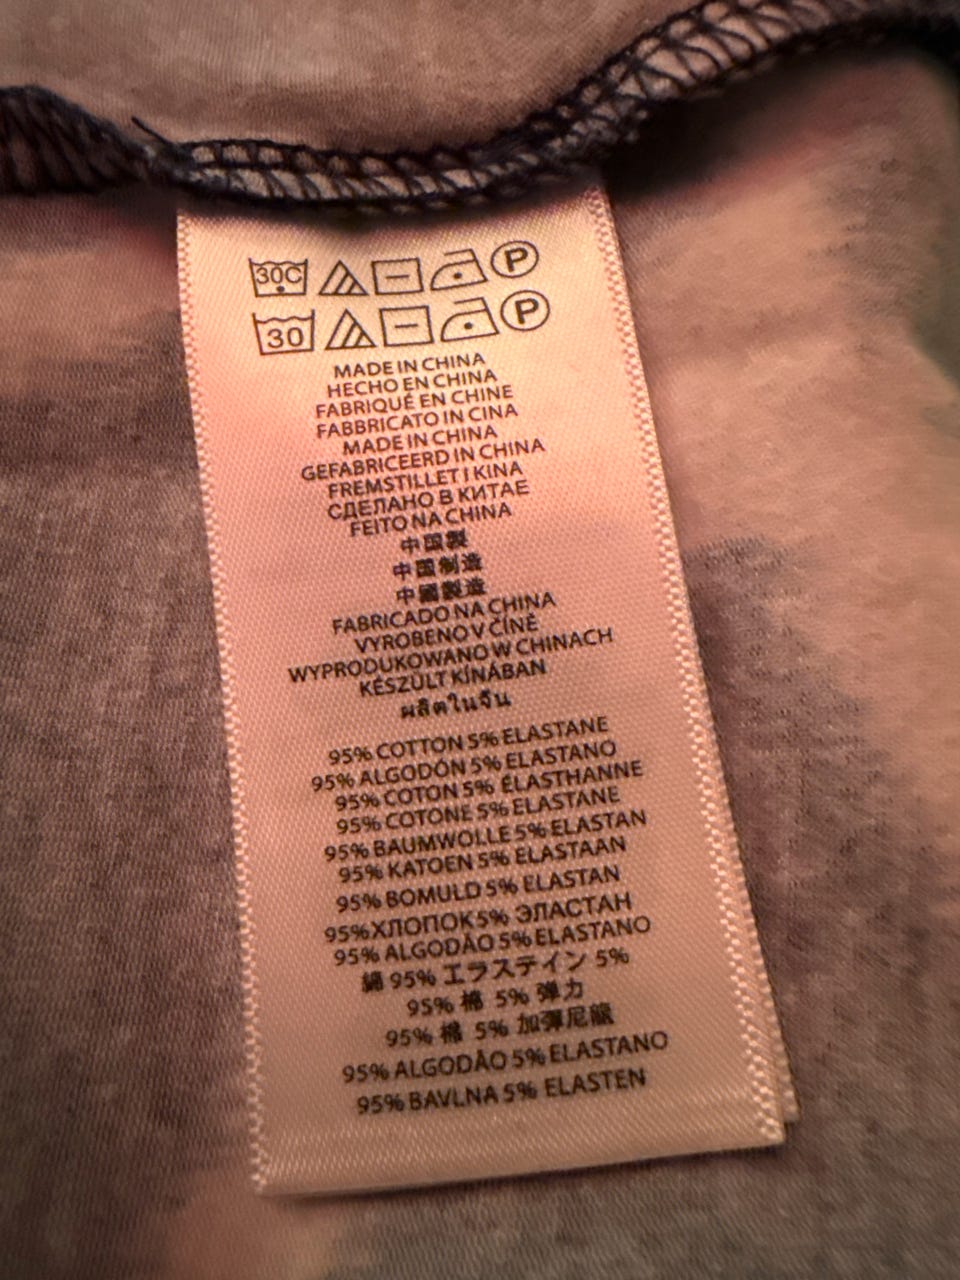 30C P
30 P
MADE IN CHINA
HECHO EN CHINA
FABRIQUÉ EN CHINE
FABBRICATO IN CINA
MADE IN CHINA
GEFABRICEERD IN CHINA
FREMSTILLET I KINA
СДЕЛАНО В КИТАЕ
FEITO NA CHINA
中国製
中国制造
中國製造
FABRICADO NA CHINA
VYROBENO V ČÍNĚ
WYPRODUKOWANO W CHINACH
KÉSZÜLT KÍNÁBAN
ผลิตในจีน
95% COTTON 5% ELASTANE
95% ALGODÓN 5% ELASTANO
95% COTON 5% ÉLASTHANNE
95% COTONE 5% ELASTANE
95% BAUMWOLLE 5% ELASTAN
95% KATOEN 5% ELASTAAN
95% BOMULD 5% ELASTAN
95% ХЛОПОК 5% ЭЛАСТАН
95% ALGODÃO 5% ELASTANO
綿 95% エラステイン 5%
95% 棉 5% 弹力
95% 棉 5% 加彈尼龍
95% ALGODÃO 5% ELASTANO
95% BAVLNA 5% ELASTEN